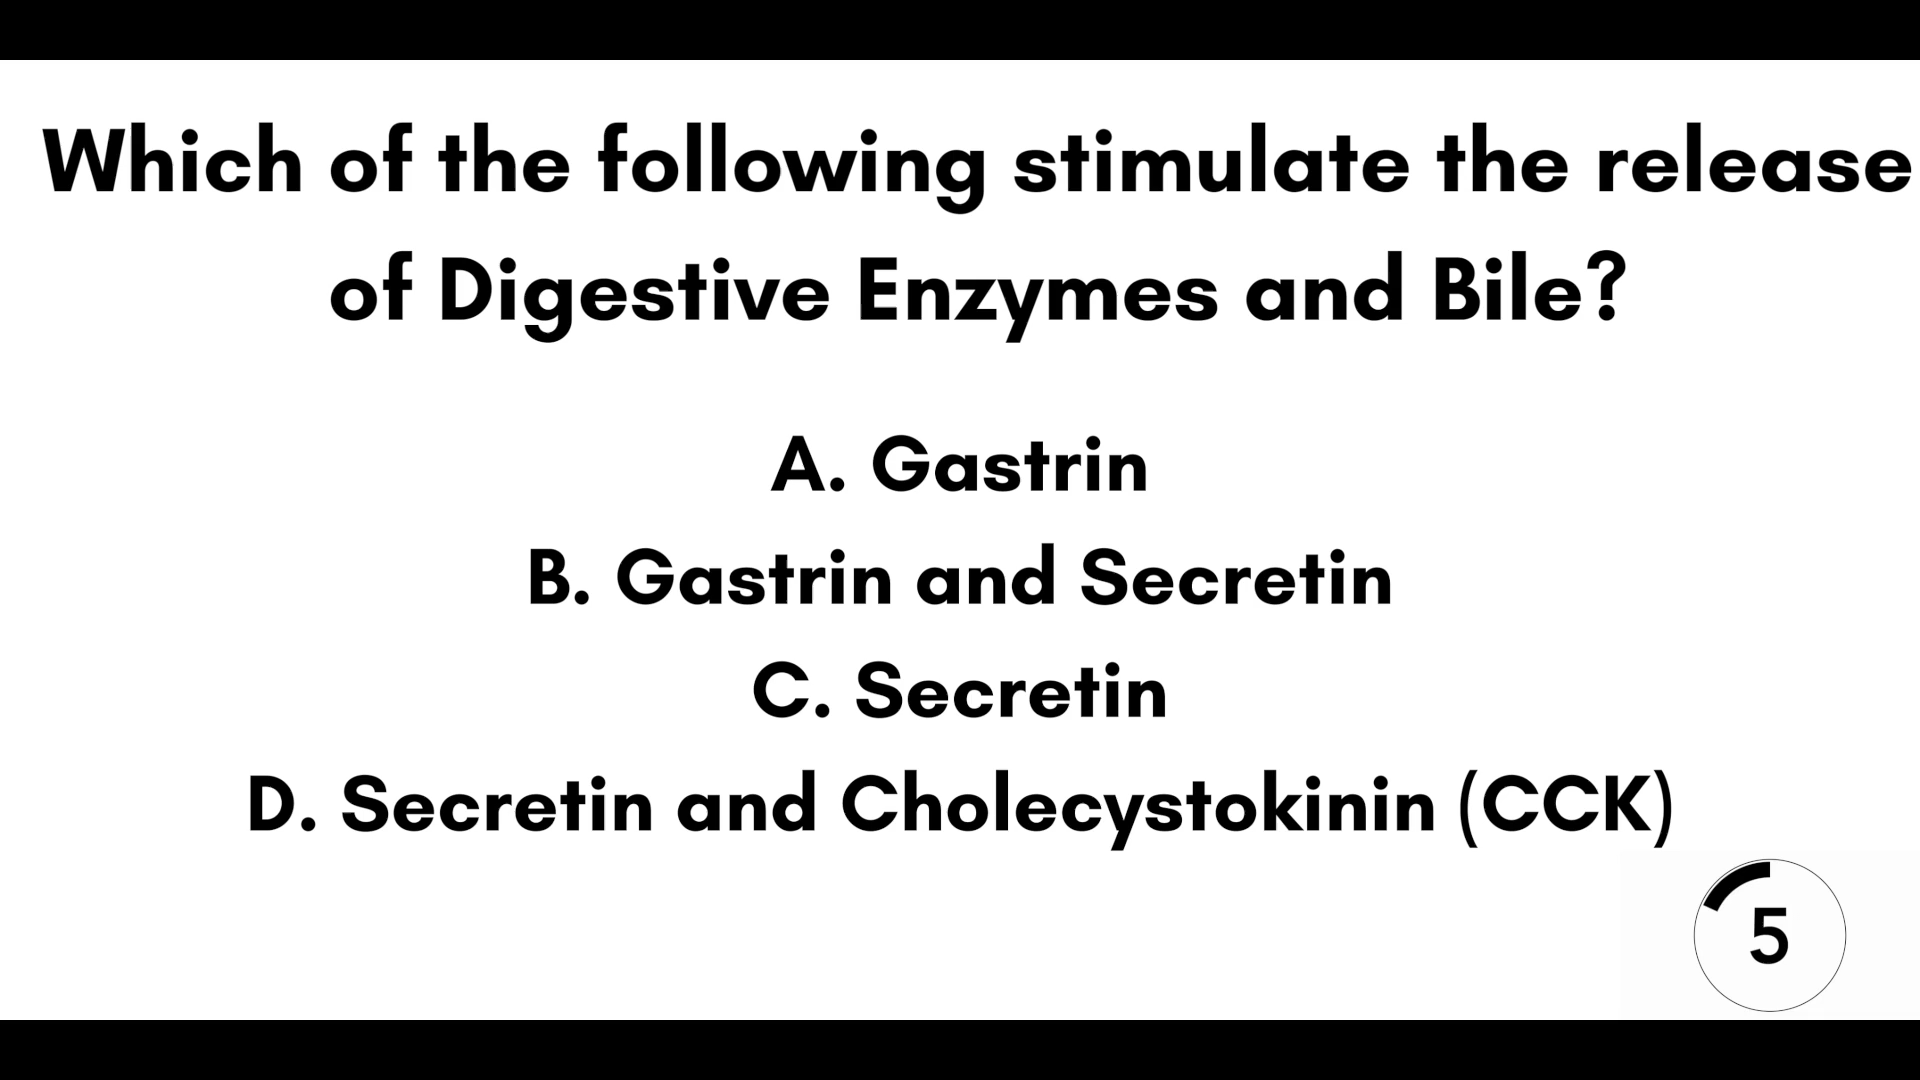 Which of the following stimulate the release
of Digestive Enzymes and Bile?
A. Gastrin
B. Gastrin and Secretin
C. Secretin
D. Secretin and Cholecystokinin (CCK)
5